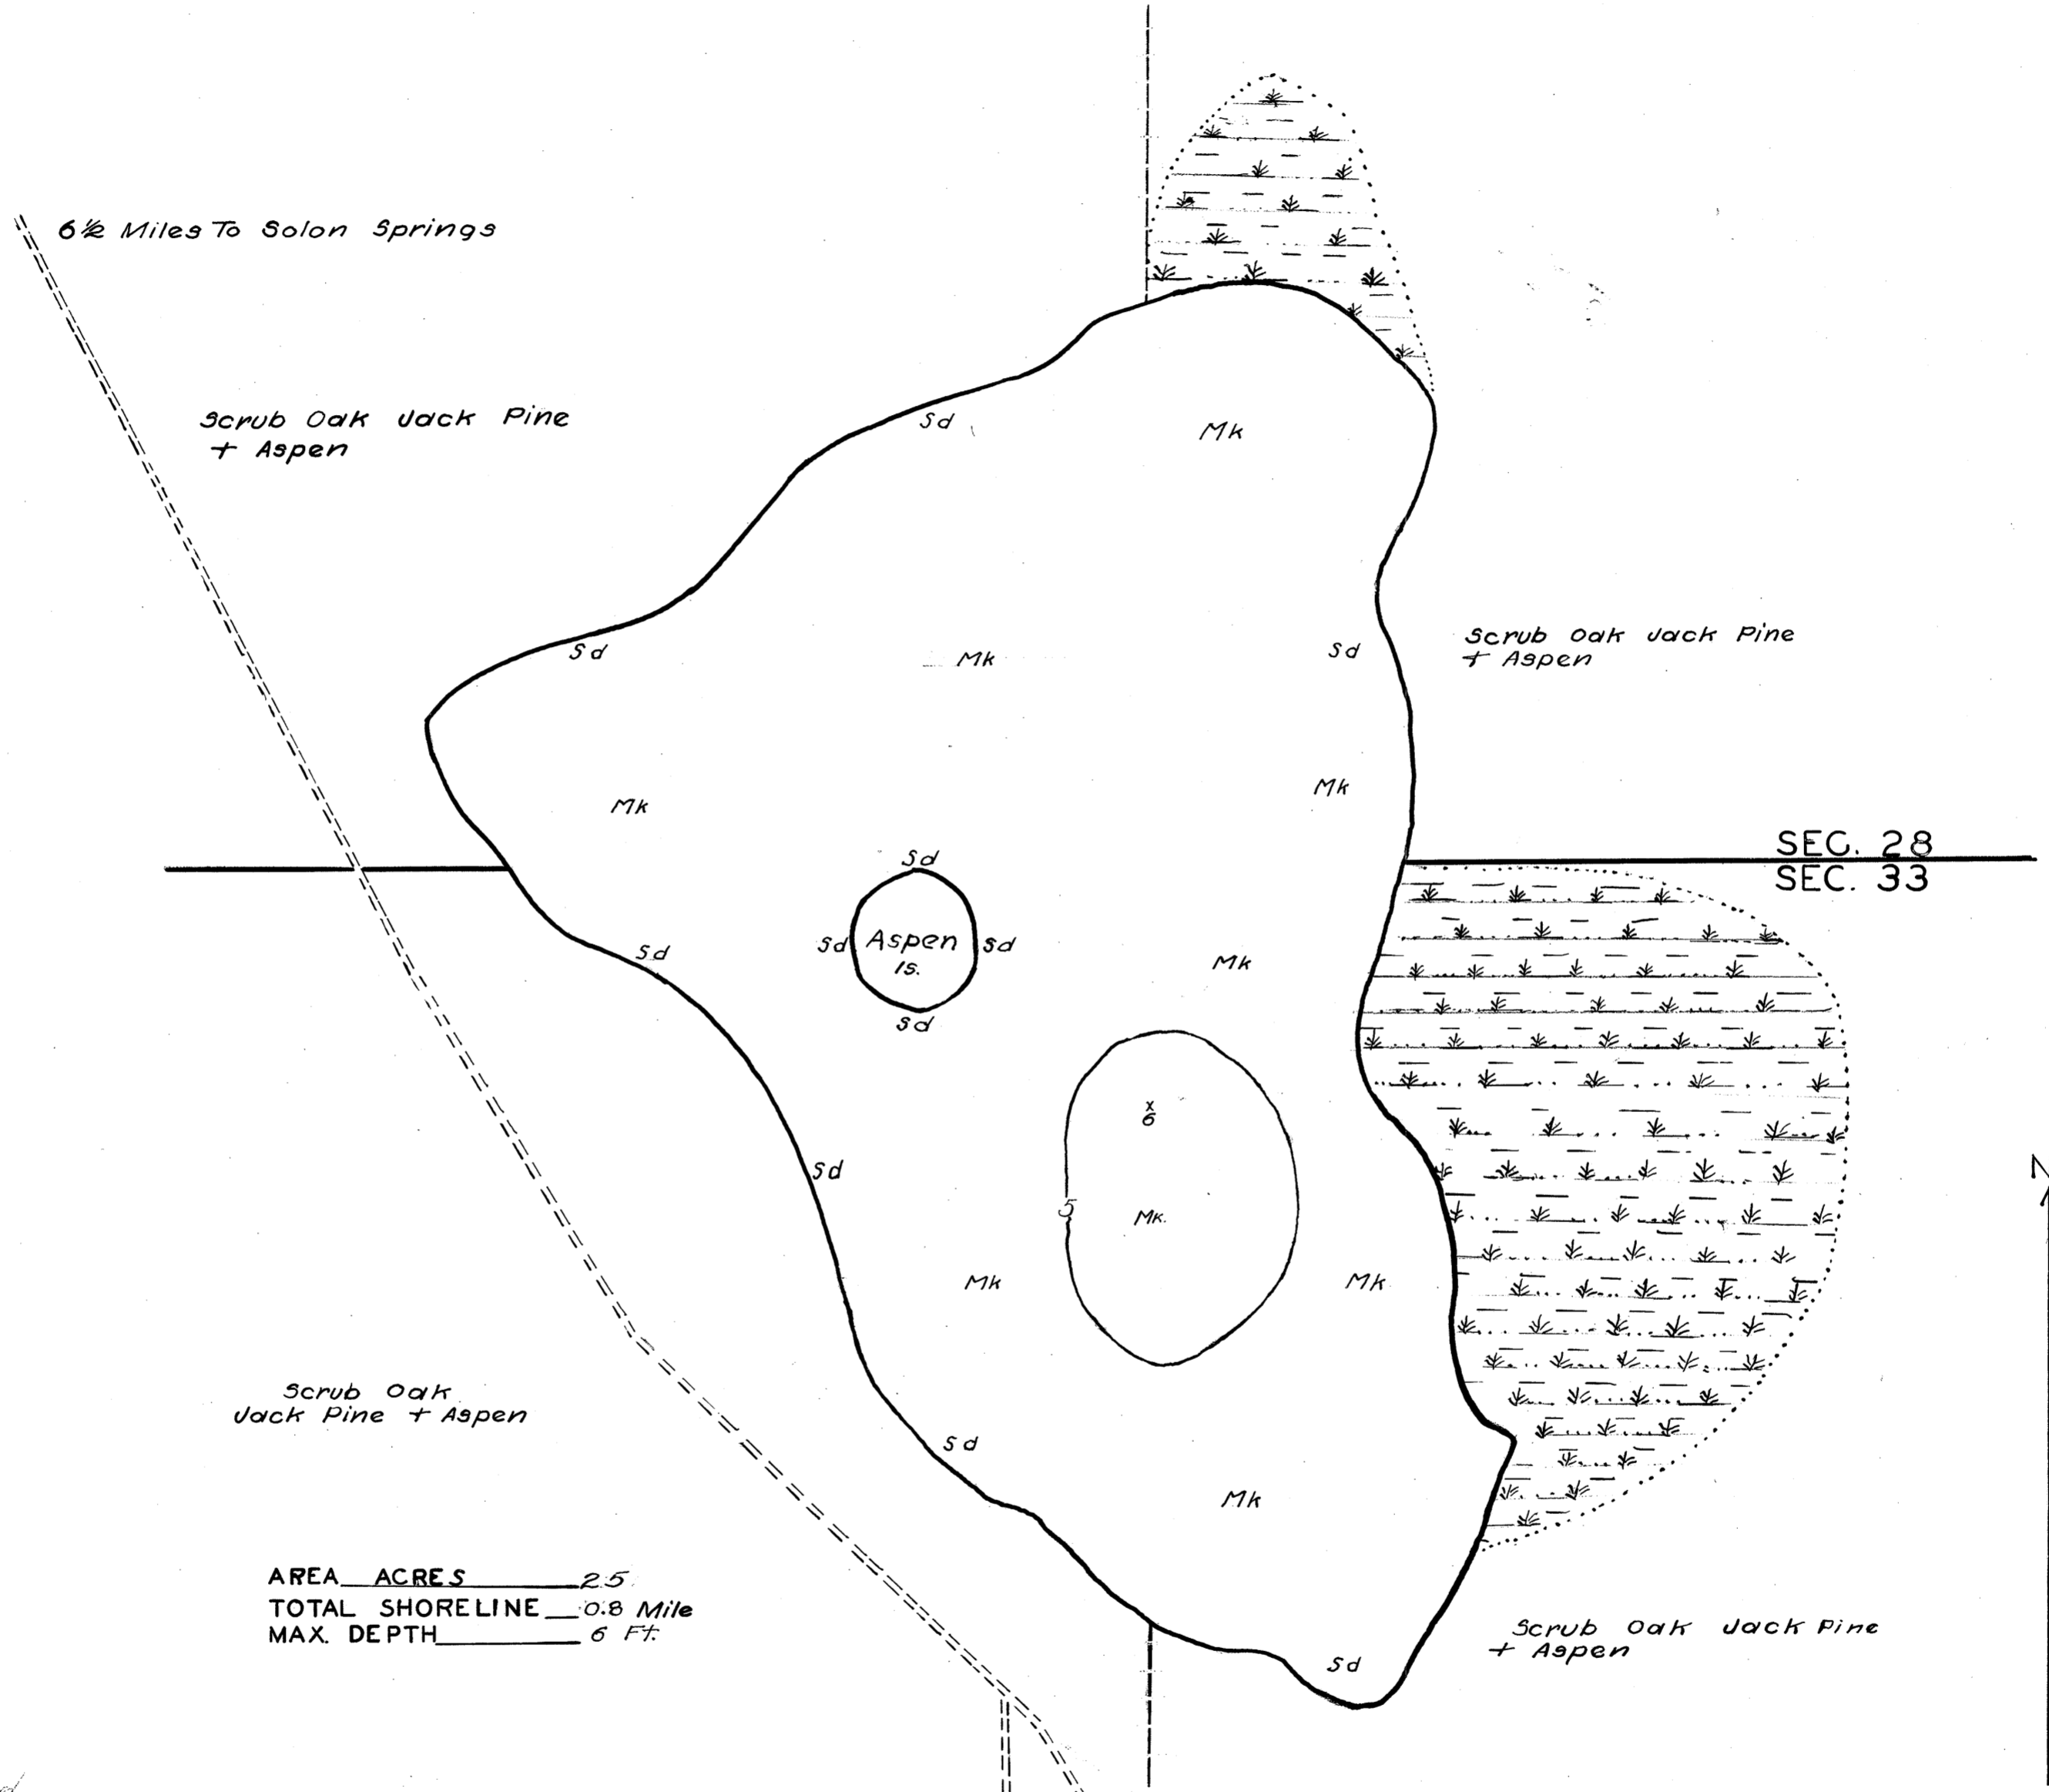 6½ Miles To Solon Springs
Scrub Oak Jack Pine
+ Aspen
Sd
Mk
Sd
Mk
Sd
Scrub Oak Jack Pine
+ Aspen
Mk
Mk
SEC. 28
SEC. 33
Sd
Sd
Aspen
Is.
Sd
Sd
Sd
Mk
x
6
Sd
5
Mk.
Mk
Mk
Scrub Oak
Jack Pine + Aspen
Sd
Mk
AREA ACRES 25
TOTAL SHORELINE 0.8 Mile
MAX. DEPTH 6 Ft.
Scrub Oak Jack Pine
+ Aspen
Sd
N